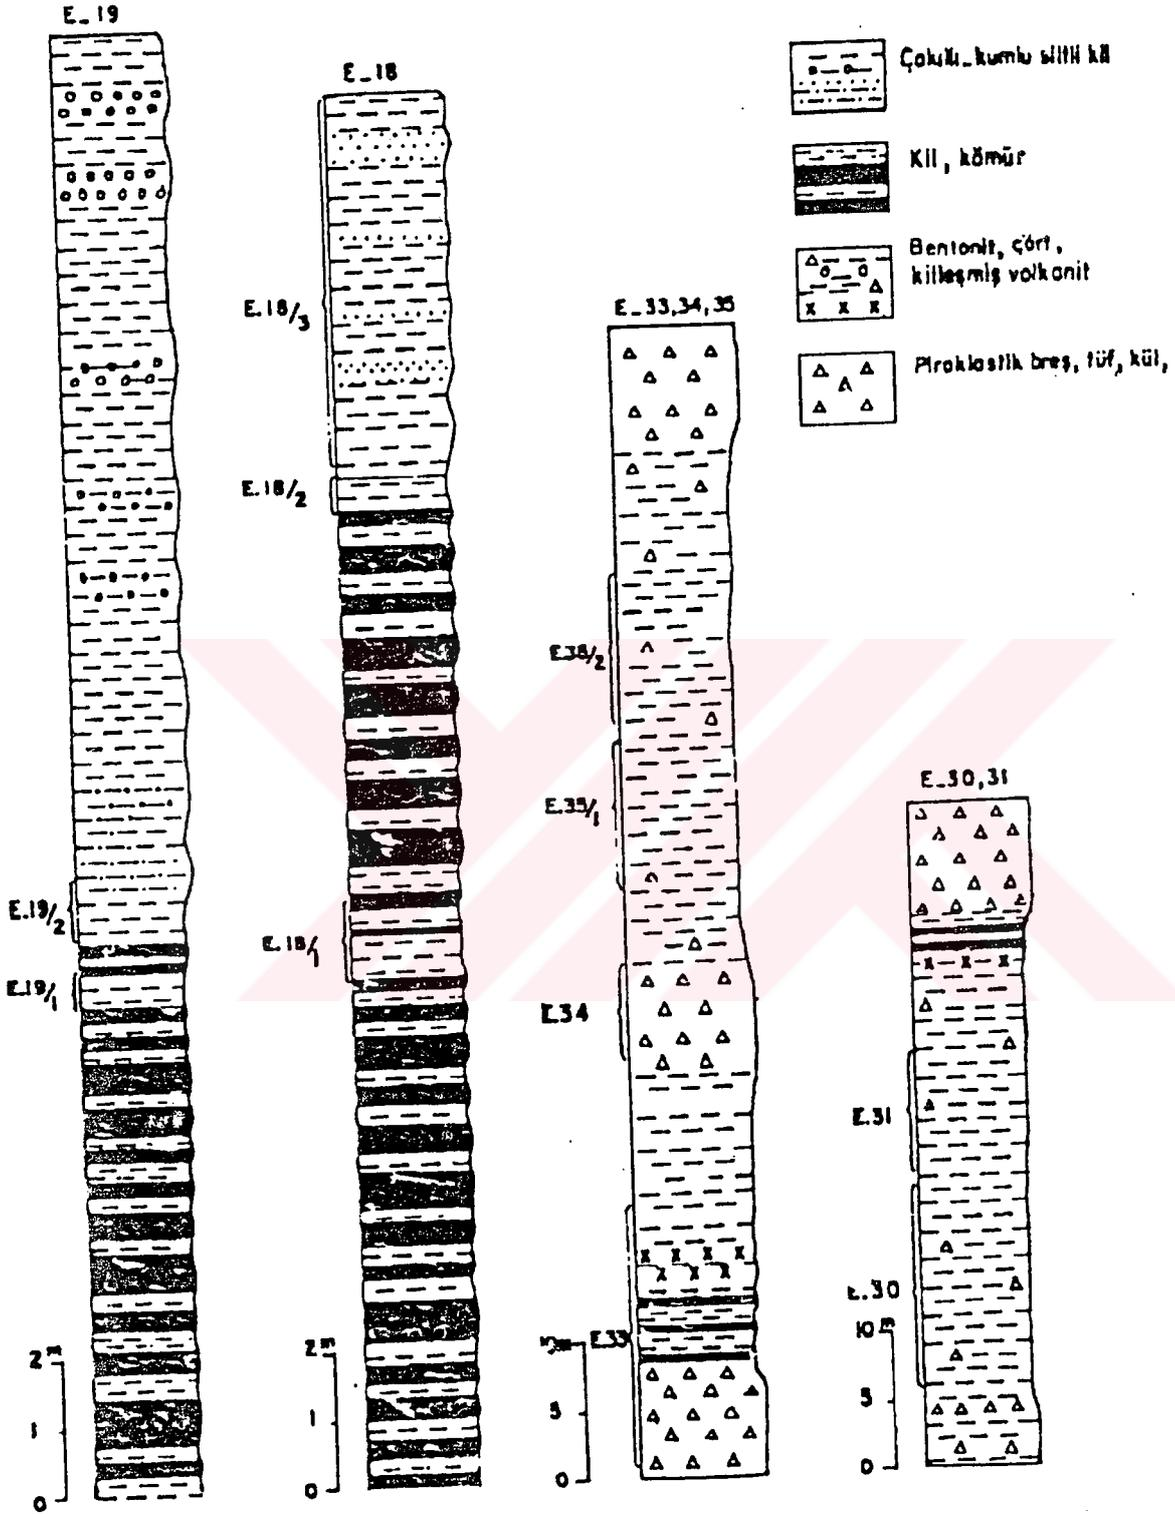 E_19
E_18
E.18/3
E.18/2
E.18/1
E.19/2
E.19/1
2m
1
0
2m
1
0
E_33,34,35
E.35/1
E.34
E.33
10m
5
0
E_30,31
E.31
E.30
10m
5
0
Çakıllı_kumlu siltli kil
Kil, kömür
Bentonit, çört,
killeşmiş volkanit
Piroklastik breş, tüf, kül,